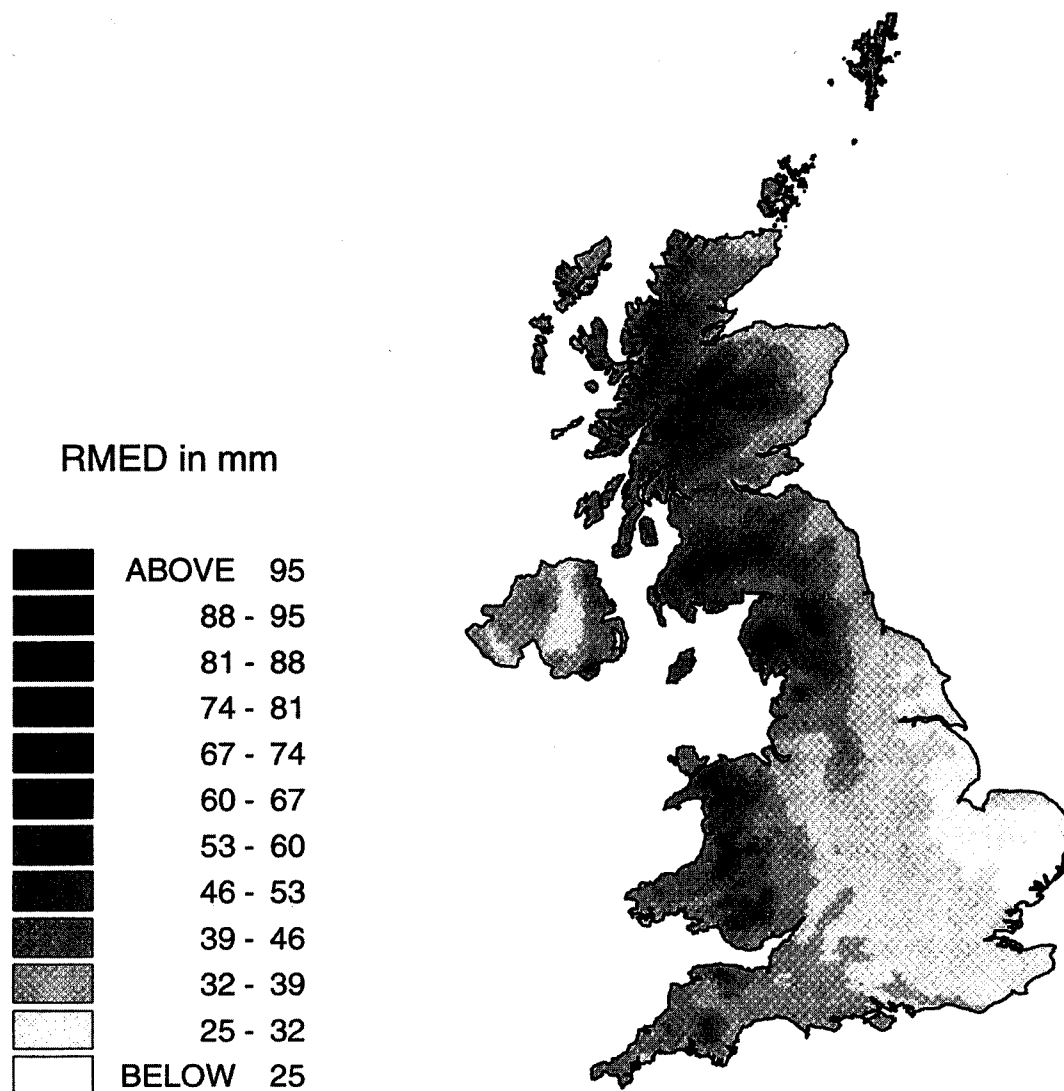 RMED in mm
ABOVE 95
88 - 95
81 - 88
74 - 81
67 - 74
60 - 67
53 - 60
46 - 53
39 - 46
32 - 39
25 - 32
BELOW 25